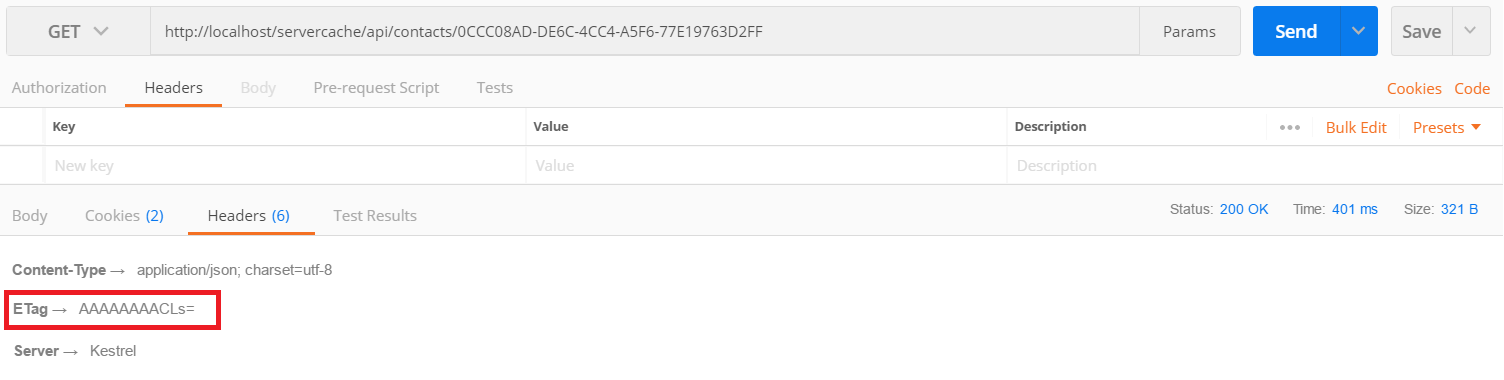 GET http://localhost/servercache/api/contacts/0CCC08AD-DE6C-4CC4-A5F6-77E19763D2FF Params Send Save
Authorization Headers Body Pre-request Script Tests Cookies Code
Key Value Description ••• Bulk Edit Presets
New key Value Description
Body Cookies (2) Headers (6) Test Results Status: 200 OK Time: 401 ms Size: 321 B
Content-Type → application/json; charset=utf-8
ETag → AAAAAAAACLs=
Server → Kestrel